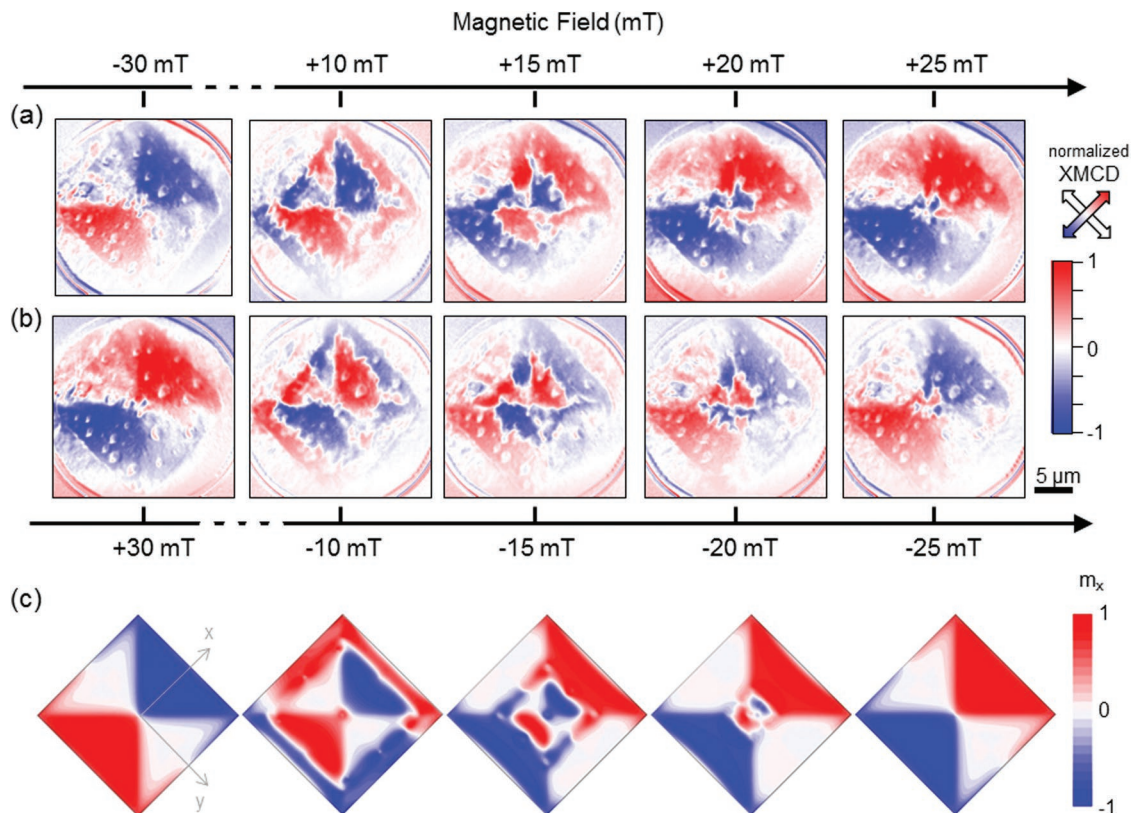 Magnetic Field (mT)
-30 mT +10 mT +15 mT +20 mT +25 mT
(a)
normalized
XMCD
1
0
-1
(b)
5 µm
+30 mT -10 mT -15 mT -20 mT -25 mT
(c)
x
y
mx
1
0
-1